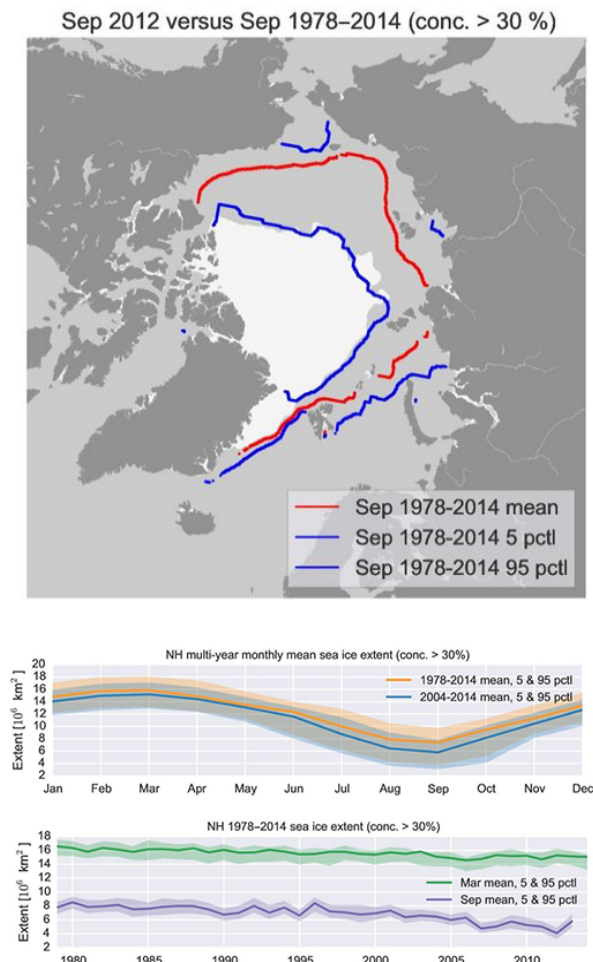 Sep 2012 versus Sep 1978–2014 (conc. > 30 %)
Sep 1978-2014 mean
Sep 1978-2014 5 pctl
Sep 1978-2014 95 pctl
NH multi-year monthly mean sea ice extent (conc. > 30%)
Extent [10⁶ km²]
20
18
16
14
12
10
8
6
4
2
1978-2014 mean, 5 & 95 pctl
2004-2014 mean, 5 & 95 pctl
Jan Feb Mar Apr May Jun Jul Aug Sep Oct Nov Dec
NH 1978–2014 sea ice extent (conc. > 30%)
Extent [10⁶ km²]
18
16
14
12
10
8
6
4
2
Mar mean, 5 & 95 pctl
Sep mean, 5 & 95 pctl
1980 1985 1990 1995 2000 2005 2010